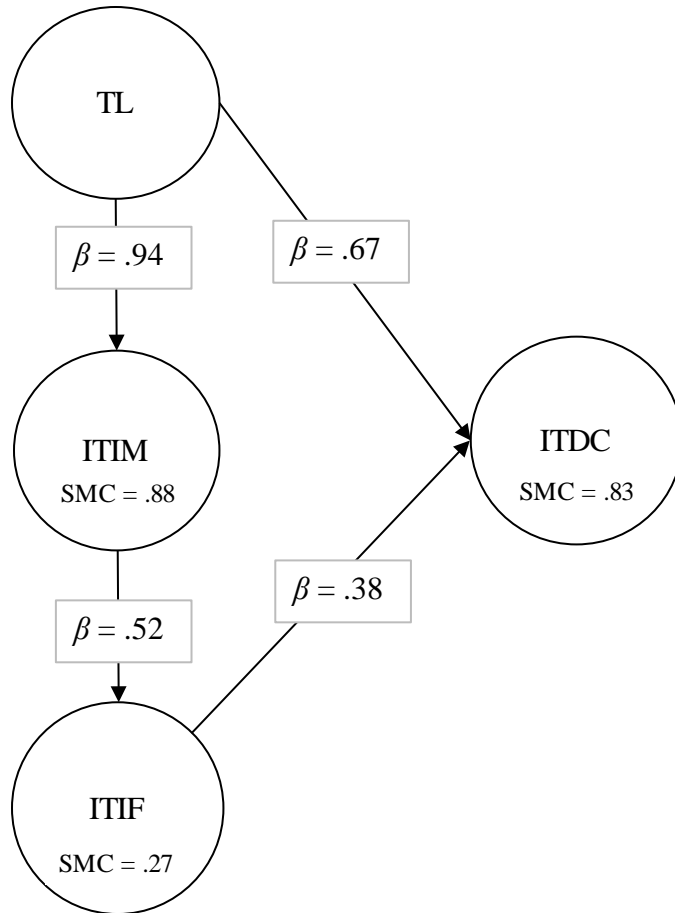 TL
β = .94
β = .67
ITIM
SMC = .88
ITDC
SMC = .83
β = .52
β = .38
ITIF
SMC = .27